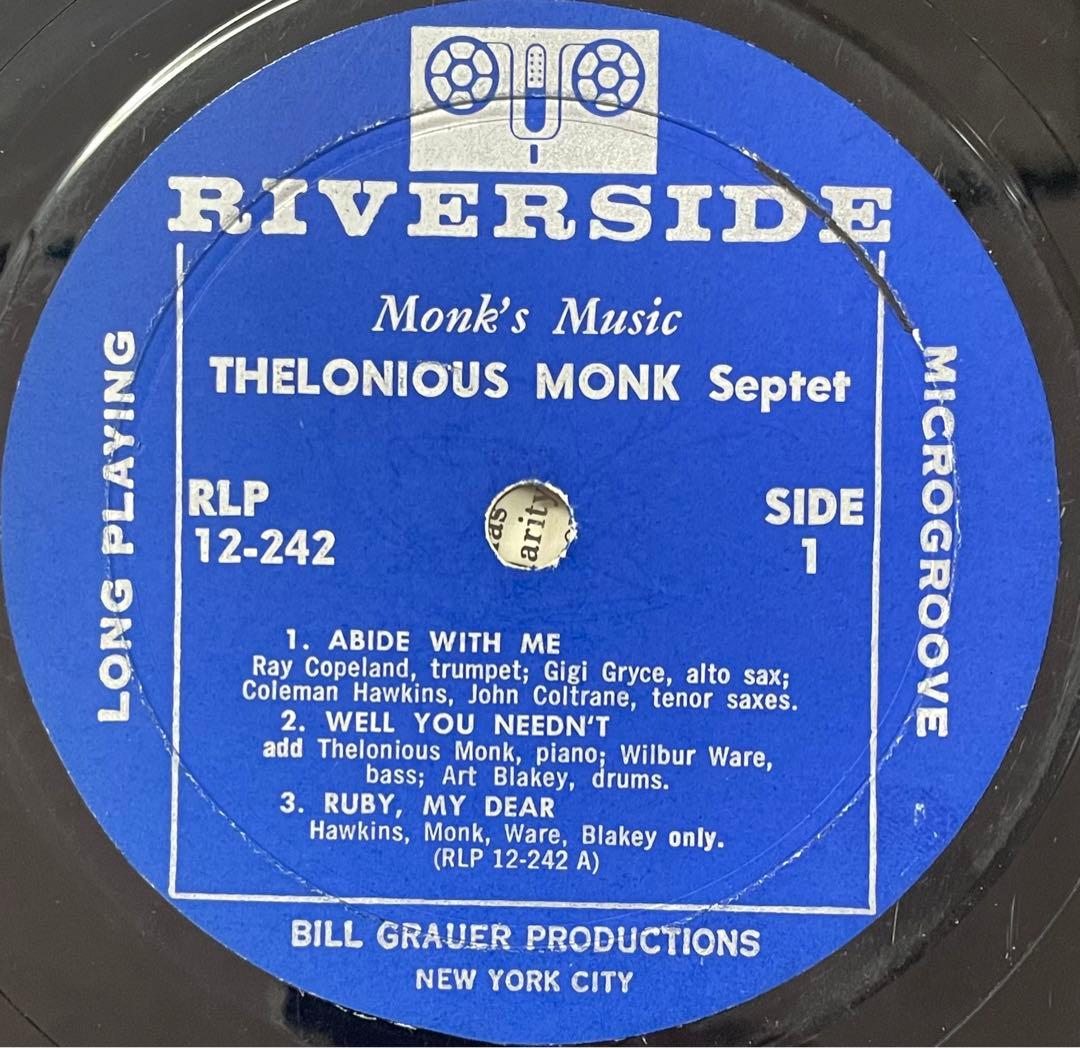 RIVERSIDE
Monk's Music
THELONIOUS MONK Septet
LONG PLAYING
MICROGROOVE
RLP
12-242
SIDE
1
arity
1. ABIDE WITH ME
Ray Copeland, trumpet; Gigi Gryce, alto sax;
Coleman Hawkins, John Coltrane, tenor saxes.
2. WELL YOU NEEDN'T
add Thelonious Monk, piano; Wilbur Ware,
bass; Art Blakey, drums.
3. RUBY, MY DEAR
Hawkins, Monk, Ware, Blakey only.
(RLP 12-242 A)
BILL GRAUER PRODUCTIONS
NEW YORK CITY